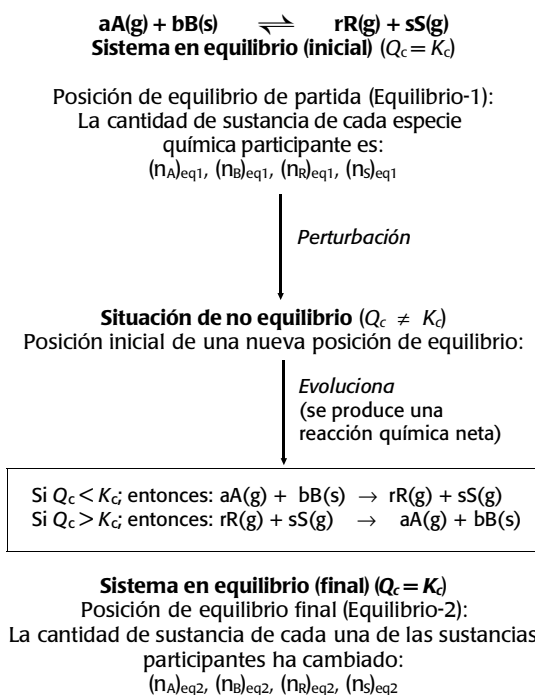 aA(g) + bB(s) ⇌ rR(g) + sS(g)
Sistema en equilibrio (inicial) (Qc = Kc)
Posición de equilibrio de partida (Equilibrio-1):
La cantidad de sustancia de cada especie
química participante es:
(nA)eq1, (nB)eq1, (nR)eq1, (nS)eq1
Perturbación
Situación de no equilibrio (Qc ≠ Kc)
Posición inicial de una nueva posición de equilibrio:
Evoluciona
(se produce una
reacción química neta)
Si Qc < Kc; entonces: aA(g) + bB(s) → rR(g) + sS(g)
Si Qc > Kc; entonces: rR(g) + sS(g) → aA(g) + bB(s)
Sistema en equilibrio (final) (Qc = Kc)
Posición de equilibrio final (Equilibrio-2):
La cantidad de sustancia de cada una de las sustancias
participantes ha cambiado:
(nA)eq2, (nB)eq2, (nR)eq2, (nS)eq2